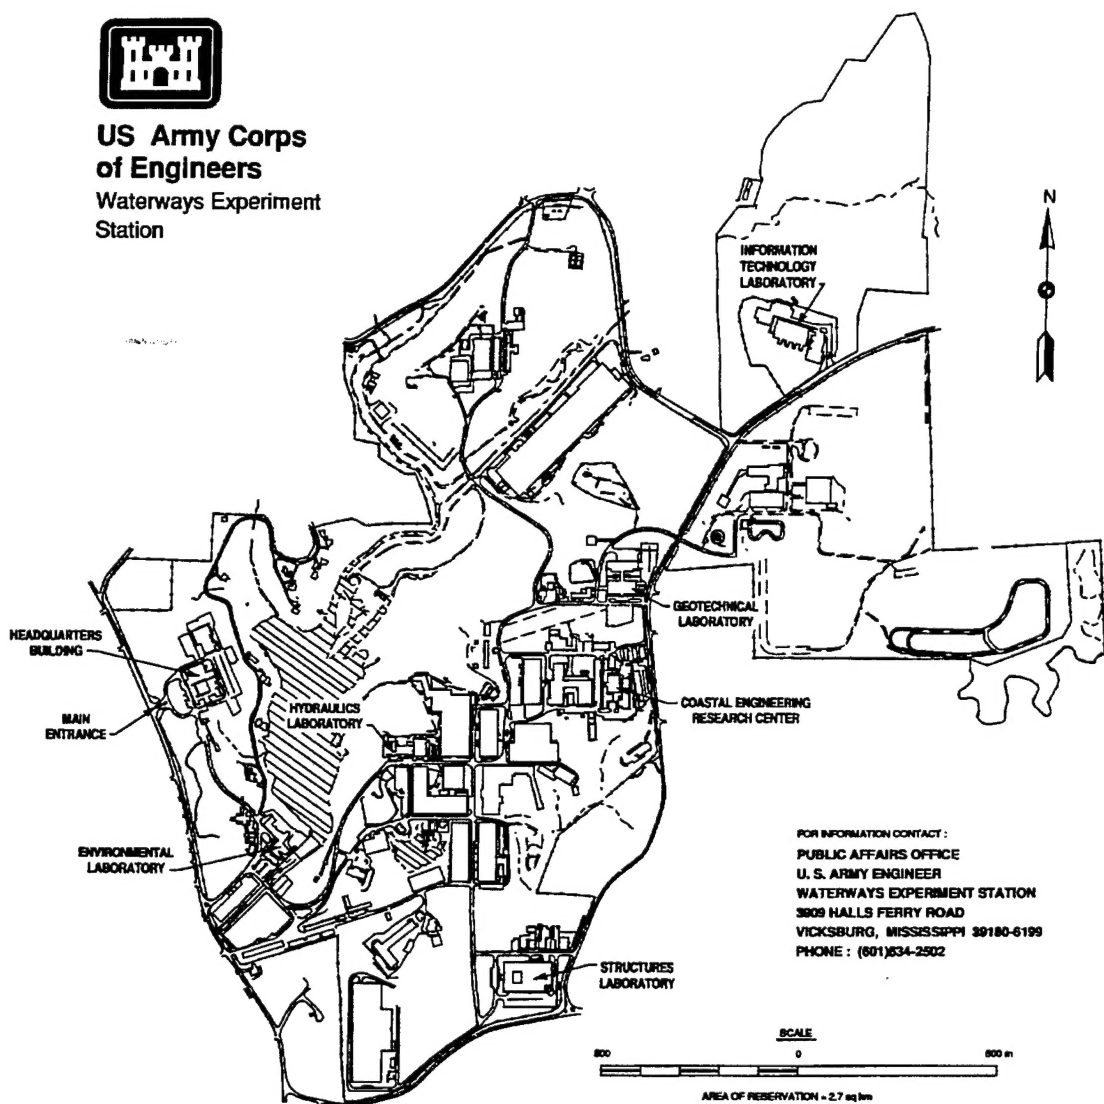 US Army Corps
of Engineers
Waterways Experiment
Station
N
INFORMATION
TECHNOLOGY
LABORATORY
GEOTECHNICAL
LABORATORY
HEADQUARTERS
BUILDING
MAIN
ENTRANCE
HYDRAULICS
LABORATORY
COASTAL ENGINEERING
RESEARCH CENTER
ENVIRONMENTAL
LABORATORY
STRUCTURES
LABORATORY
FOR INFORMATION CONTACT :
PUBLIC AFFAIRS OFFICE
U. S. ARMY ENGINEER
WATERWAYS EXPERIMENT STATION
3909 HALLS FERRY ROAD
VICKSBURG, MISSISSIPPI 39180-6199
PHONE : (601)634-2502
SCALE
0
m
AREA OF RESERVATION = 2.7 sq km